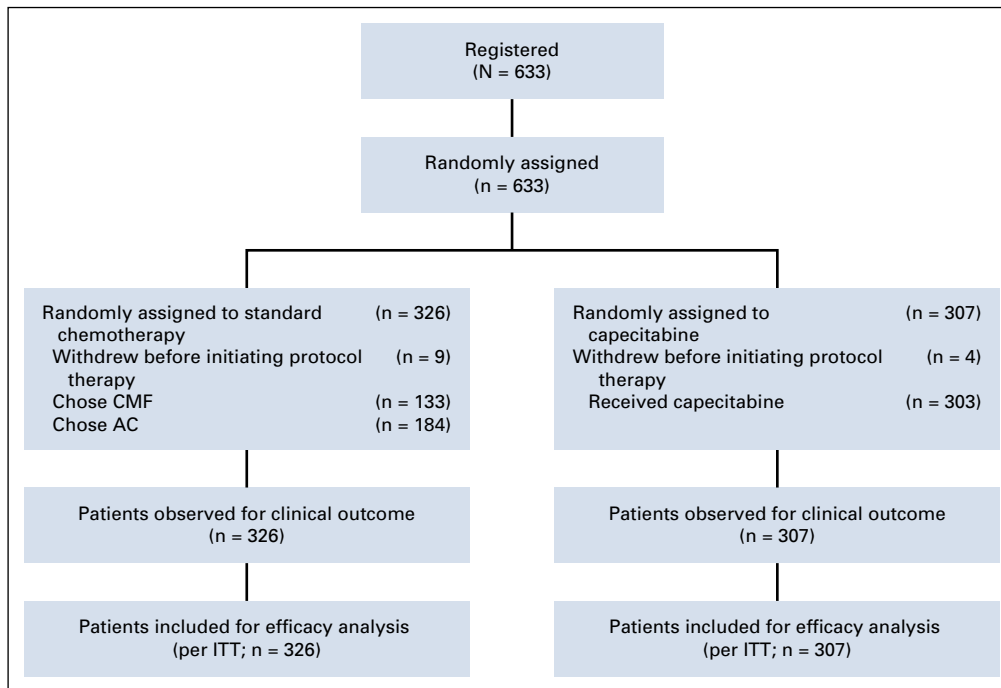 Registered
(N = 633)
Randomly assigned
(n = 633)
Randomly assigned to standard (n = 326)
chemotherapy
Withdrew before initiating protocol (n = 9)
therapy
Chose CMF (n = 133)
Chose AC (n = 184)
Randomly assigned to (n = 307)
capecitabine
Withdrew before initiating protocol (n = 4)
therapy
Received capecitabine (n = 303)
Patients observed for clinical outcome
(n = 326)
Patients observed for clinical outcome
(n = 307)
Patients included for efficacy analysis
(per ITT; n = 326)
Patients included for efficacy analysis
(per ITT; n = 307)